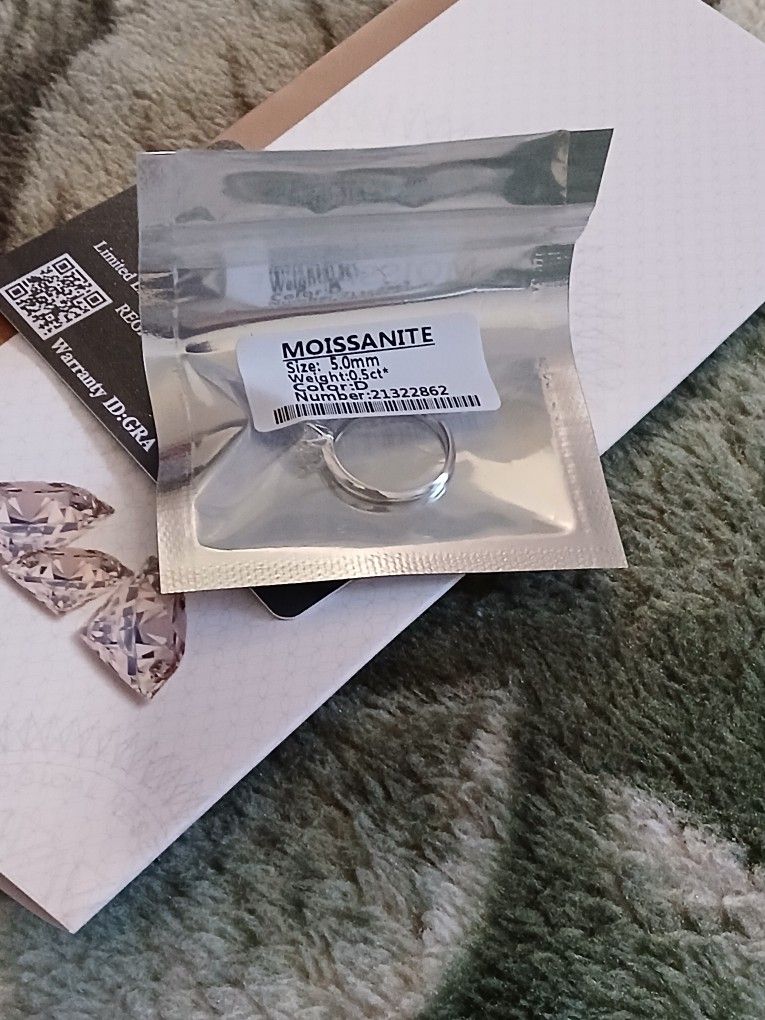 Limited
Warranty ID:GRA
MOISSANITE
Size: 5.0mm
Weight:0.5ct*
Color:D
Number:21322862